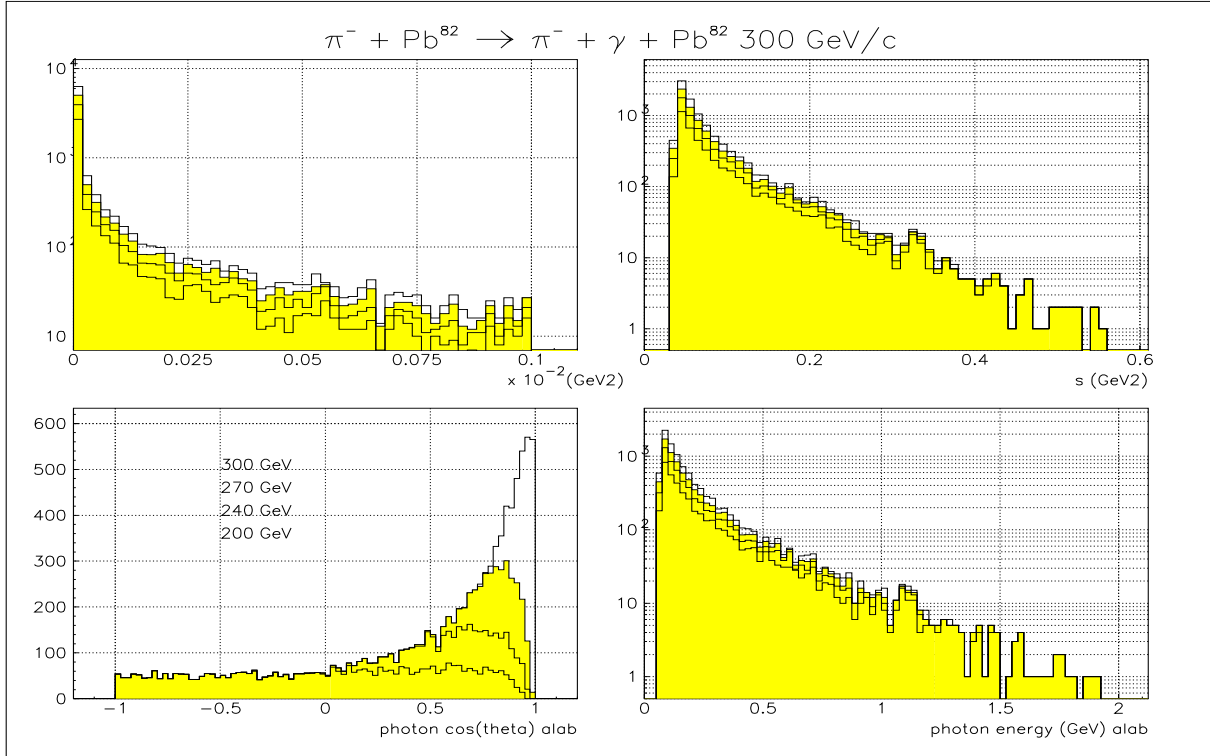 π⁻ + Pb⁸² → π⁻ + γ + Pb⁸² 300 GeV/c
10⁴
10
10²
10
0 0.025 0.05 0.075 0.1
× 10⁻²(GeV2)
10³
10²
10
1
0 0.2 0.4 0.6
s (GeV2)
600
500
400
300
200
100
0
300 GeV
270 GeV
240 GeV
200 GeV
−1 −0.5 0 0.5 1
photon cos(theta) alab
10³
10²
10
1
0 0.5 1 1.5 2
photon energy (GeV) alab